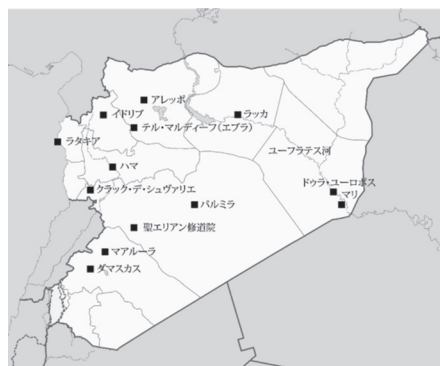 アレッポ
イドリブ
ラッカ
テル・マルディーフ(エブラ)
ラタキア
ユーフラテス河
ハマ
ドゥラ・ユーロポス
クラック・デ・シュヴァリエ
マリ
パルミラ
聖エリアン修道院
マアルーラ
ダマスカス